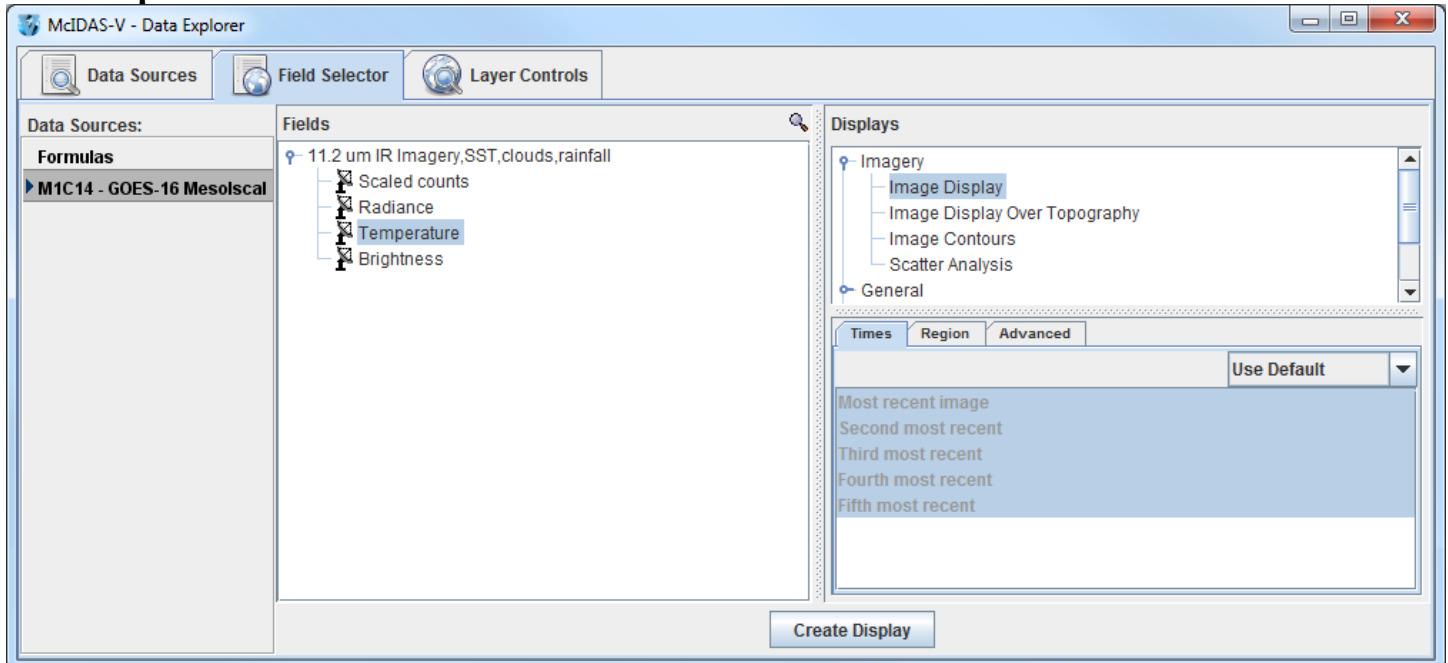 McIDAS-V - Data Explorer
Data Sources
Field Selector
Layer Controls
Data Sources:
Formulas
M1C14 - GOES-16 Mesolscal
Fields
11.2 um IR Imagery,SST,clouds,rainfall
Scaled counts
Radiance
Temperature
Brightness
Displays
Imagery
Image Display
Image Display Over Topography
Image Contours
Scatter Analysis
General
Times
Region
Advanced
Use Default
Most recent image
Second most recent
Third most recent
Fourth most recent
Fifth most recent
Create Display